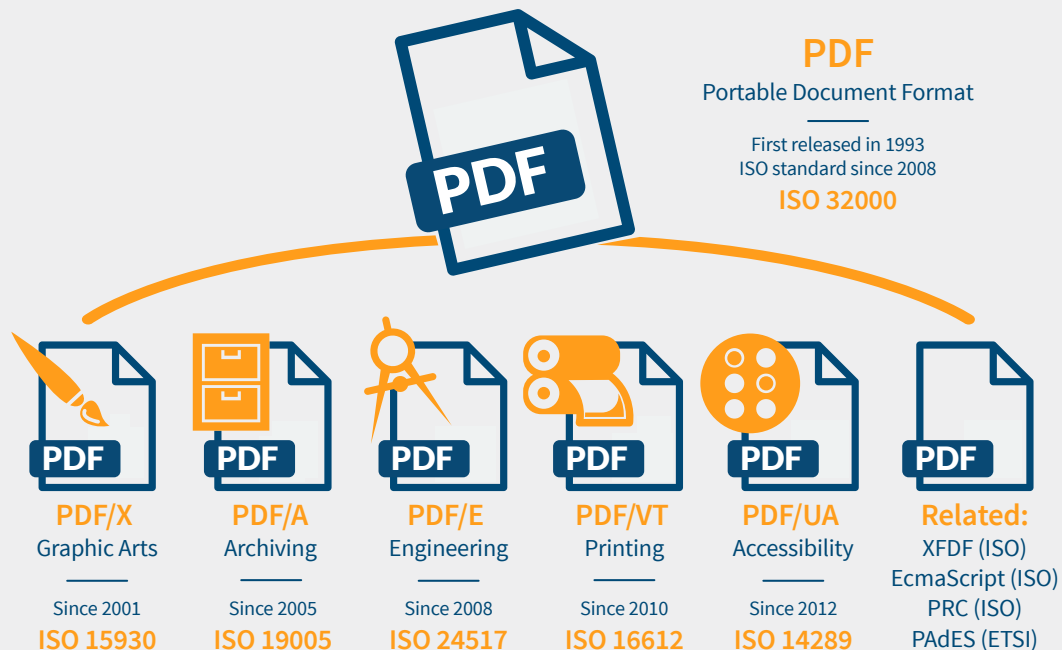 PDF
PDF
Portable Document Format
First released in 1993
ISO standard since 2008
ISO 32000
PDF
PDF/X
Graphic Arts
Since 2001
ISO 15930
PDF
PDF/A
Archiving
Since 2005
ISO 19005
PDF
PDF/E
Engineering
Since 2008
ISO 24517
PDF
PDF/VT
Printing
Since 2010
ISO 16612
PDF
PDF/UA
Accessibility
Since 2012
ISO 14289
PDF
Related:
XFDF (ISO)
EcmaScript (ISO)
PRC (ISO)
PAdES (ETSI)